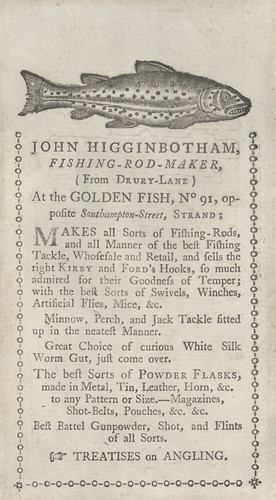 JOHN HIGGINBOTHAM,
FISHING-ROD-MAKER,
(From DRURY-LANE)
At the GOLDEN FISH, Nº 91, op-
posite Southampton-Street, STRAND;
MAKES all Sorts of Fiſhing-Rods,
and all Manner of the beſt Fiſhing
Tackle, Wholeſale and Retail, and ſells the
right KIRBY and FORD's Hooks, ſo much
admired for their Goodneſs of Temper;
with the beſt Sorts of Swivels, Winches,
Artificial Flies, Mice, &c.
Minnow, Perch, and Jack Tackle fitted
up in the neateſt Manner.
Great Choice of curious White Silk
Worm Gut, juſt come over.
The beſt Sorts of POWDER FLASKS,
made in Metal, Tin, Leather, Horn, &c.
to any Pattern or Size.—Magazines,
Shot-Belts, Pouches, &c. &c.
Beſt Battel Gunpowder, Shot, and Flints
of all Sorts.
☞ TREATISES on ANGLING.